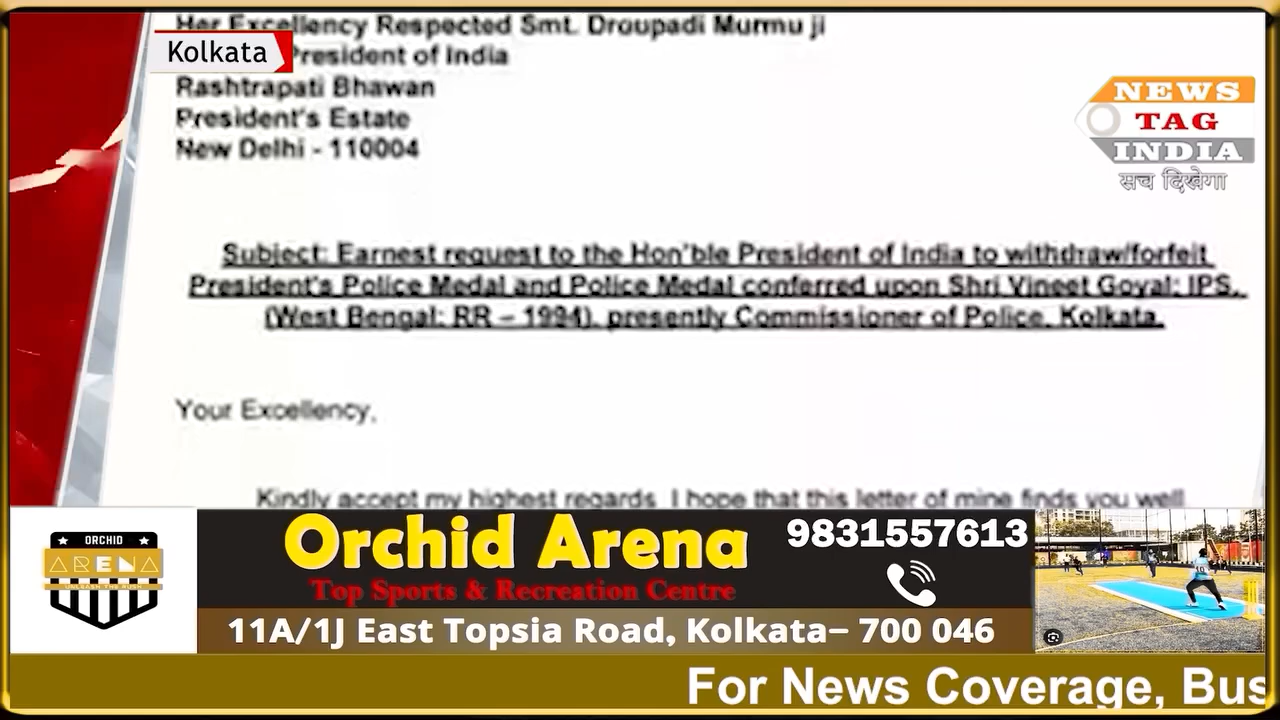 Her Excellency Respected Smt. Droupadi Murmu ji
Kolkata
President of India
Rashtrapati Bhawan
President's Estate
New Delhi - 110004
NEWS
TAG
INDIA
सच दिखेगा
Subject: Earnest request to the Hon'ble President of India to withdraw/forfeit
President's Police Medal and Police Medal conferred upon Shri Vineet Goyal; IPS,
(West Bengal: RR – 1994), presently Commissioner of Police, Kolkata.
Your Excellency,
Kindly accept my highest regards. I hope that this letter of mine finds you well.
ORCHID
ARENA
UNLEASH THE RUSH
Orchid Arena
Top Sports & Recreation Centre
9831557613
11A/1J East Topsia Road, Kolkata– 700 046
For News Coverage, Bus